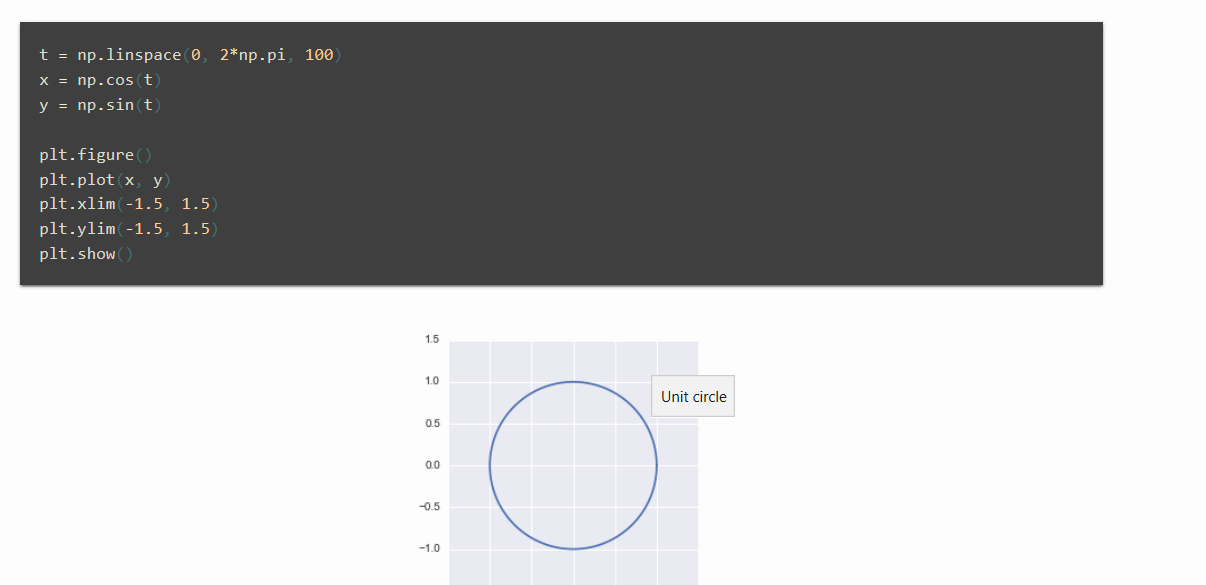 t = np.linspace(0, 2*np.pi, 100)
x = np.cos(t)
y = np.sin(t)
plt.figure()
plt.plot(x, y)
plt.xlim(-1.5, 1.5)
plt.ylim(-1.5, 1.5)
plt.show()
1.5
1.0
Unit circle
0.5
0.0
−0.5
−1.0